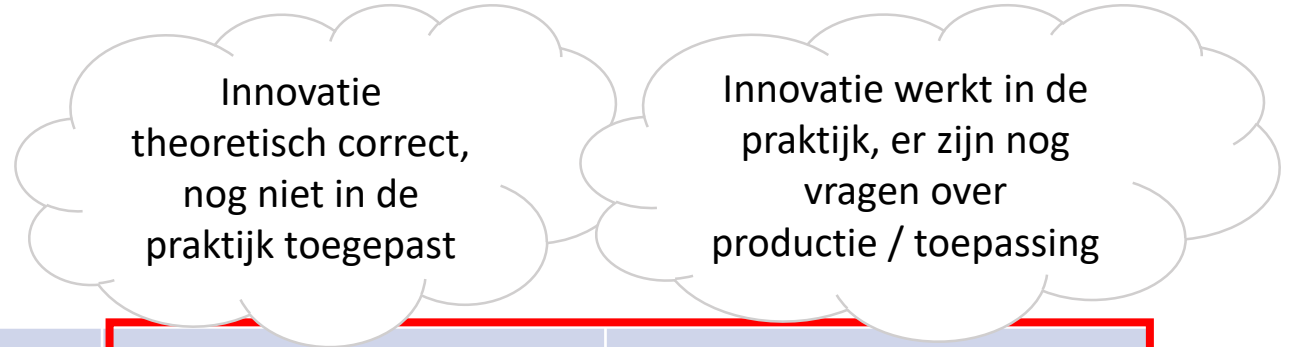 Innovatie
theoretisch correct,
nog niet in de
praktijk toegepast
Innovatie werkt in de
praktijk, er zijn nog
vragen over
productie / toepassing